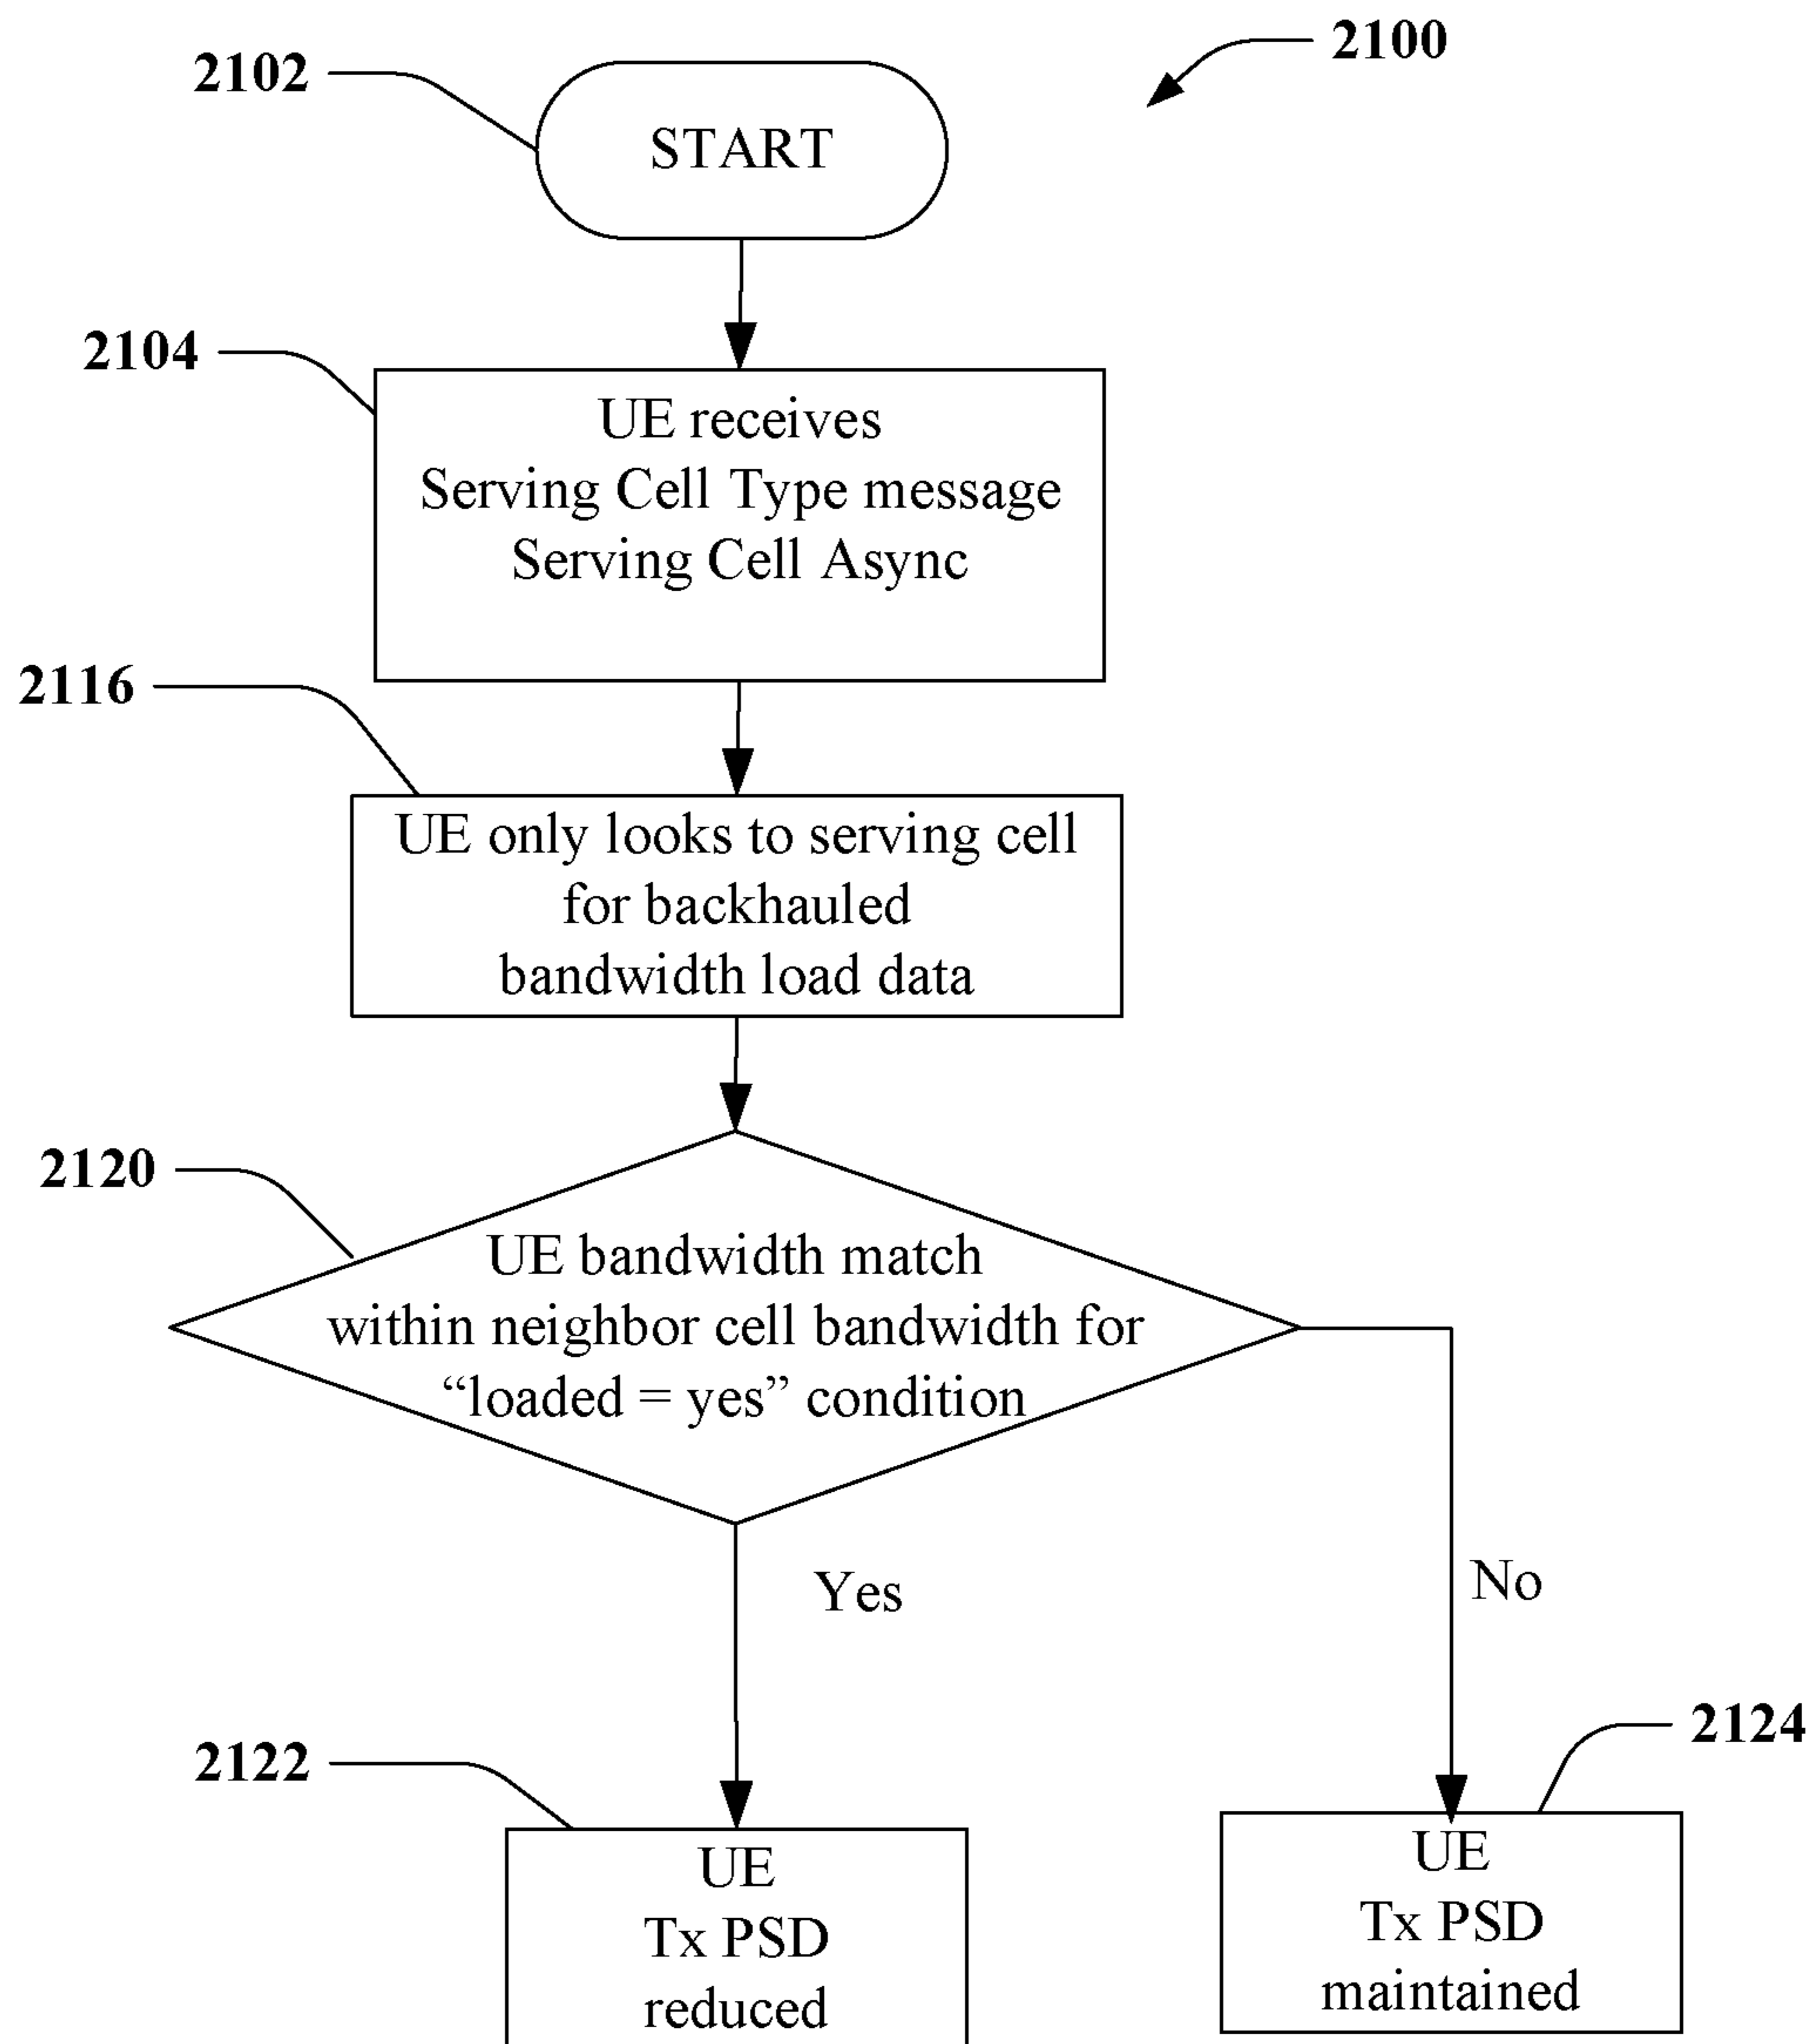 2100
2102
START
2104
UE receives
Serving Cell Type message
Serving Cell Async
2116
UE only looks to serving cell
for backhauled
bandwidth load data
2120
UE bandwidth match
within neighbor cell bandwidth for
“loaded = yes” condition
Yes
No
2122
2124
UE
Tx PSD
reduced
UE
Tx PSD
maintained